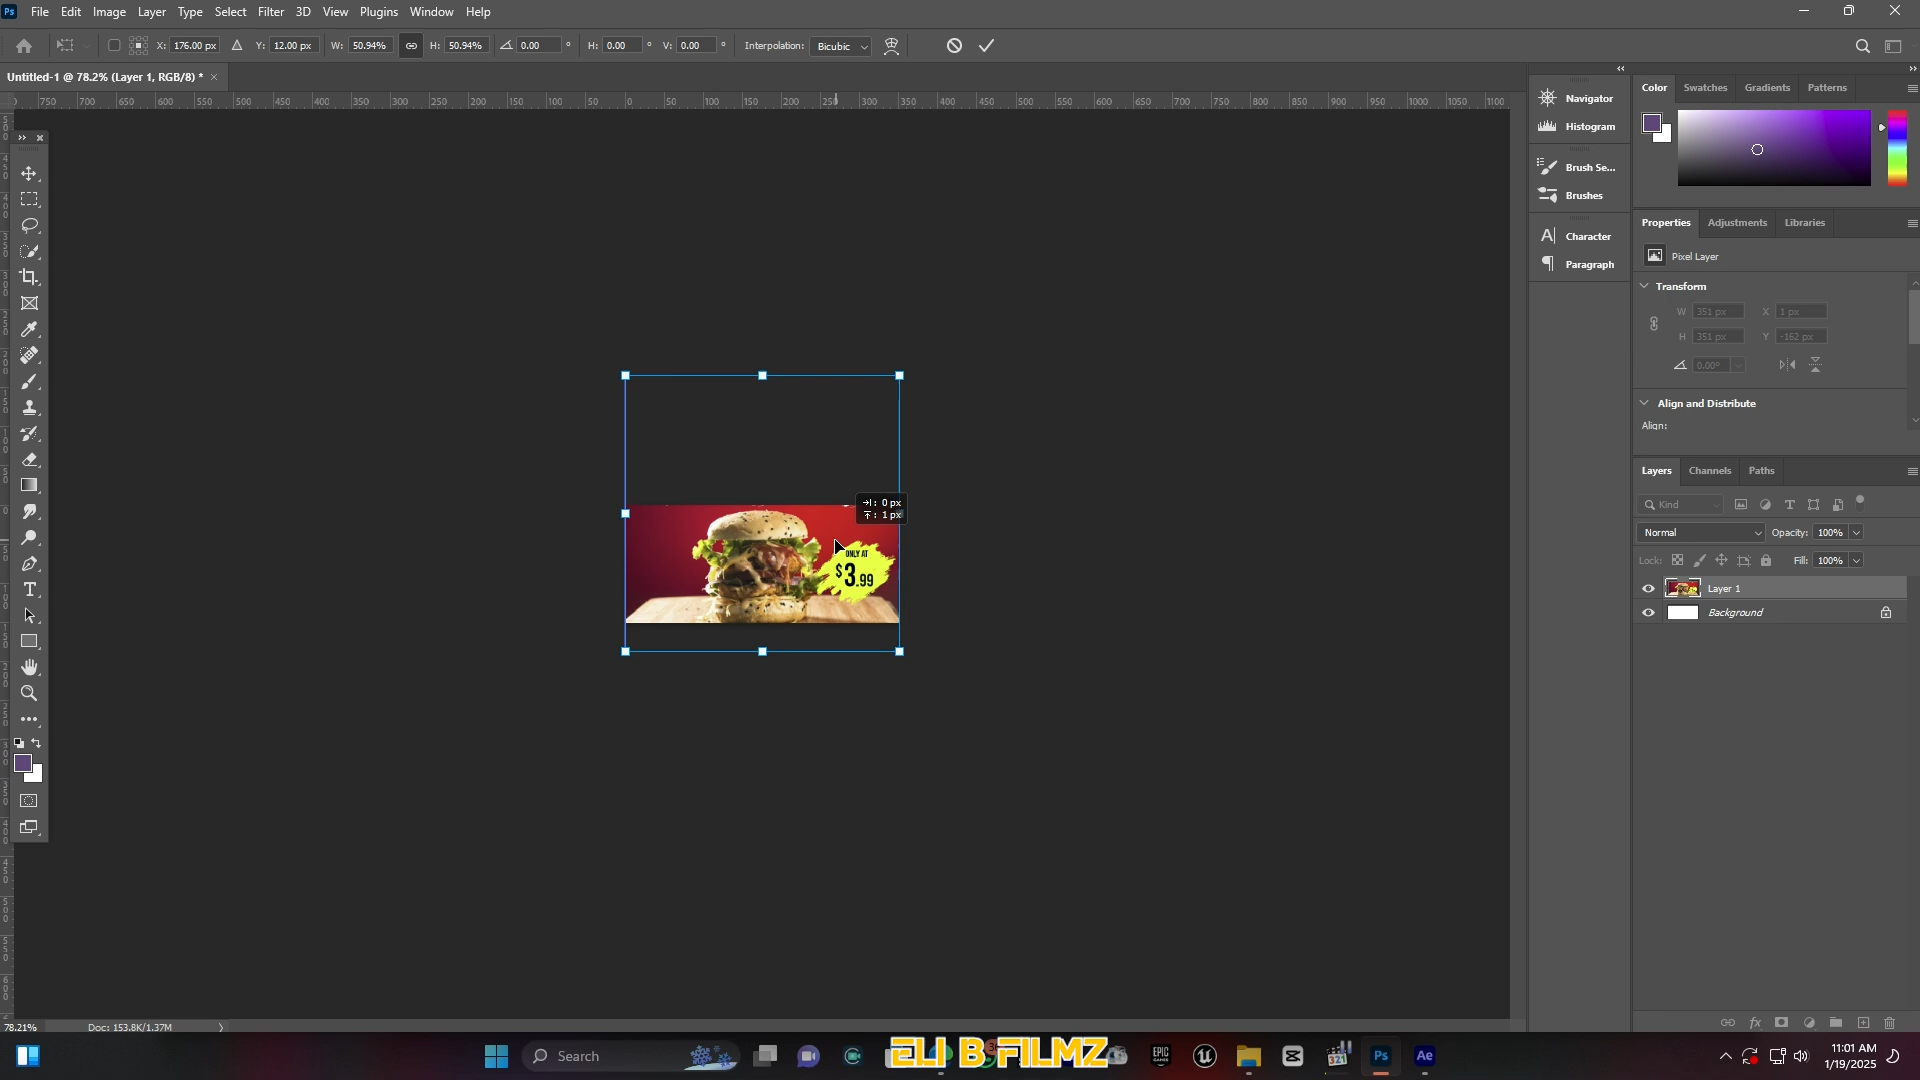 Ps File Edit Image Layer Type Select Filter 3D View Plugins Window Help
X: 176.00 px Y: 12.00 px W: 50.94% H: 50.94% 0.00 ° H: 0.00 ° V: 0.00 ° Interpolation: Bicubic
Untitled-1 @ 78.2% (Layer 1, RGB/8) * ×
750 700 650 600 550 500 450 400 350 300 250 200 150 100 50 0 50 100 150 200 250 300 350 400 450 500 550 600 650 700 750 800 850 900 950 1000 1050 1100
Navigator
Histogram
Brush Se...
Brushes
Character
Paragraph
Color Swatches Gradients Patterns
Properties Adjustments Libraries
Pixel Layer
Transform
W 351 px X 1 px
H 351 px Y -162 px
0.00°
Align and Distribute
Align:
Layers Channels Paths
Kind
Normal Opacity: 100%
Lock: Fill: 100%
Layer 1
Background
: 0 px
: 1 px
ONLY AT
$3.99
78.21% Doc: 153.8K/1.37M
Search
ELI B FILMZ
EPIC GAMES
321
Ps
Ae
11:01 AM
1/19/2025